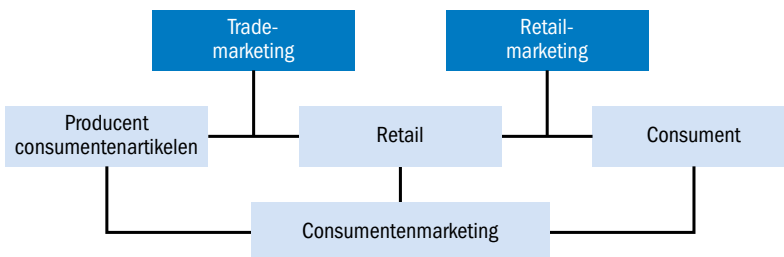 Trade-
marketing
Retail-
marketing
Producent
consumentenartikelen
Retail
Consument
Consumentenmarketing